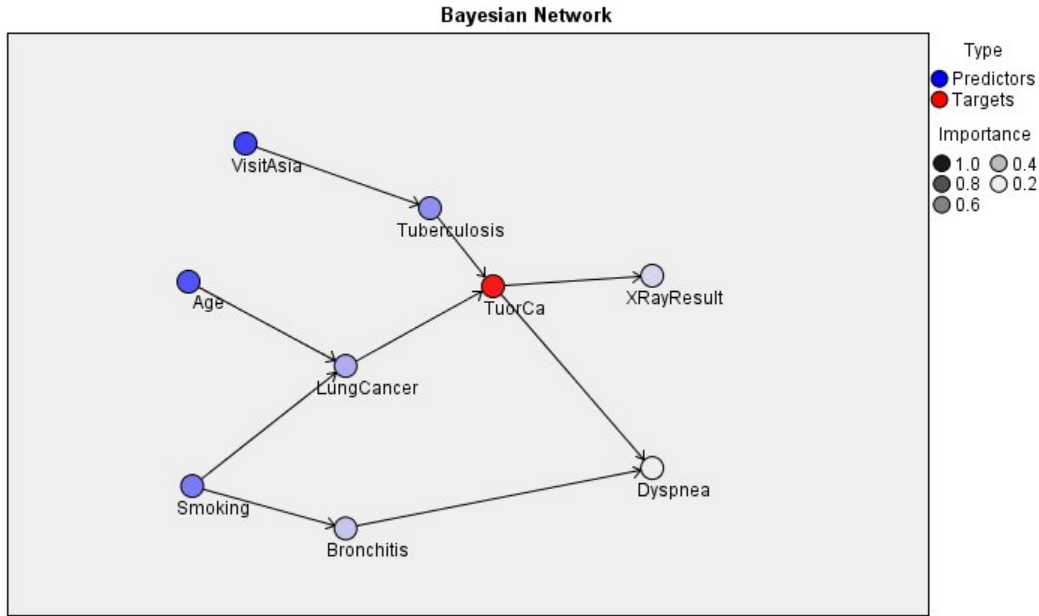 Bayesian Network
Type
Predictors
Targets
Importance
1.0 0.4
0.8 0.2
0.6
VisitAsia
Tuberculosis
Age
TuorCa
XRayResult
LungCancer
Smoking
Dyspnea
Bronchitis